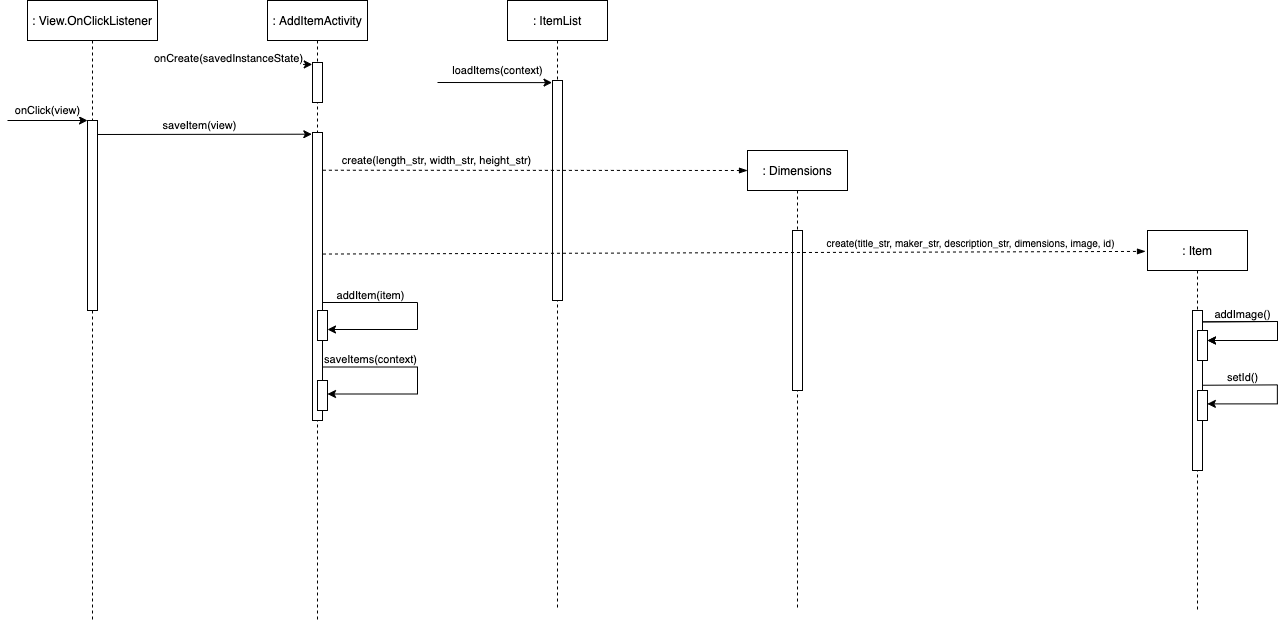 : View.OnClickListener
: AddItemActivity
: ItemList
onCreate(savedInstanceState)
loadItems(context)
onClick(view)
saveItem(view)
create(length_str, width_str, height_str)
: Dimensions
create(title_str, maker_str, description_str, dimensions, image, id)
: Item
addItem(item)
addImage()
saveItems(context)
setId()